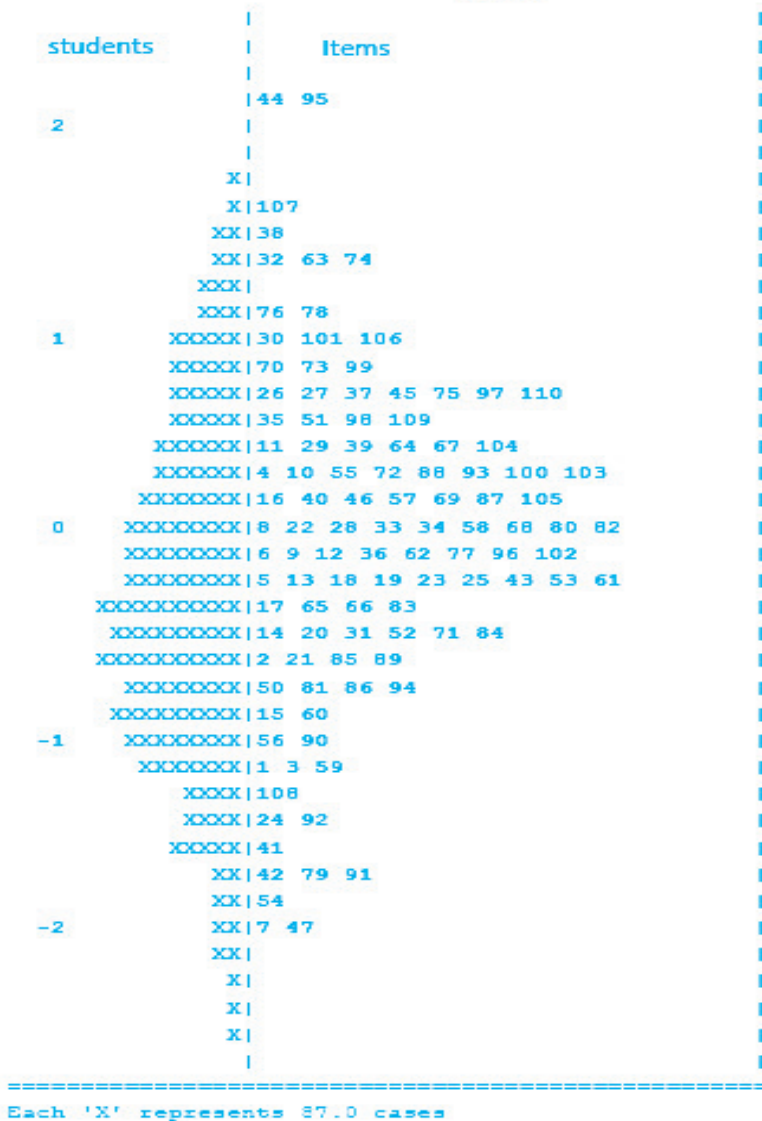 students | Items
|44 95
2 |
X|
X|107
XX|38
XX|32 63 74
XXX|
XXX|76 78
1 XXXXX|30 101 106
XXXXX|70 73 99
XXXXX|26 27 37 45 75 97 110
XXXXX|35 51 98 109
XXXXXX|11 29 39 64 67 104
XXXXXX|4 10 55 72 88 93 100 103
XXXXXXX|16 40 46 57 69 87 105
0 XXXXXXXX|8 22 28 33 34 58 68 80 82
XXXXXXXX|6 9 12 36 62 77 96 102
XXXXXXXX|5 13 18 19 23 25 43 53 61
XXXXXXXXXX|17 65 66 83
XXXXXXXXX|14 20 31 52 71 84
XXXXXXXXXX|2 21 85 89
XXXXXXXX|50 81 86 94
XXXXXXXXX|15 60
-1 XXXXXXXX|56 90
XXXXXXX|1 3 59
XXXX|108
XXXX|24 92
XXXXX|41
XX|42 79 91
XX|54
-2 XX|7 47
XX|
X|
X|
X|
Each 'X' represents 87.0 cases